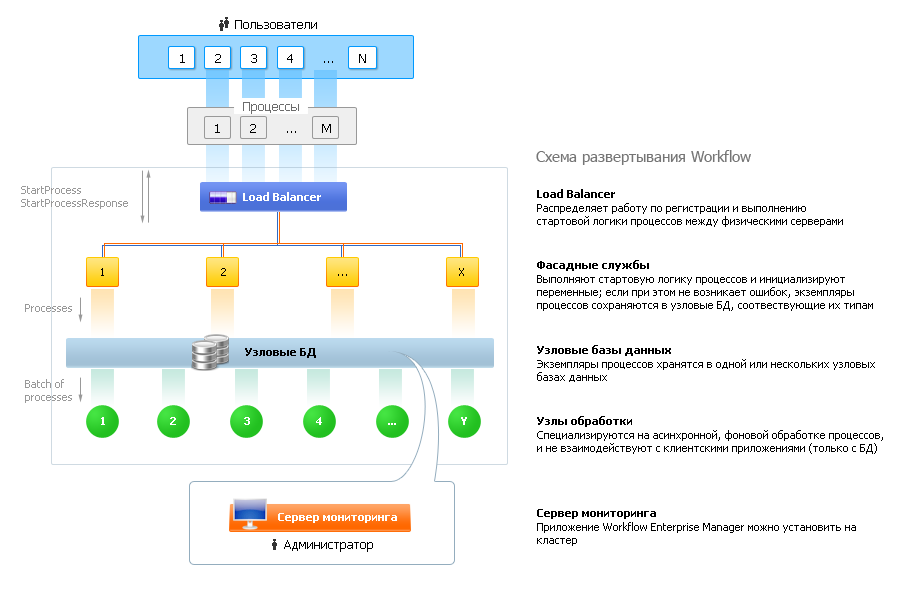 Пользователи
1 2 3 4 ... N
Процессы
1 2 ... M
StartProcess
StartProcessResponse
Load Balancer
1 2 ... X
Processes
Узловые БД
Batch of
processes
1 2 3 4 ... Y
Сервер мониторинга
Администратор
Схема развертывания Workflow
Load Balancer
Распределяет работу по регистрации и выполнению
стартовой логики процессов между физическими серверами
Фасадные службы
Выполняют стартовую логику процессов и инициализируют
переменные; если при этом не возникает ошибок, экземпляры
процессов сохраняются в узловые БД, соотвествующие их типам
Узловые базы данных
Экземпляры процессов хранятся в одной или нескольких узловых
базах данных
Узлы обработки
Специализируются на асинхронной, фоновой обработке процессов,
и не взаимодействуют с клиентскими приложениями (только с БД)
Сервер мониторинга
Приложение Workflow Enterprise Manager можно установить на
кластер